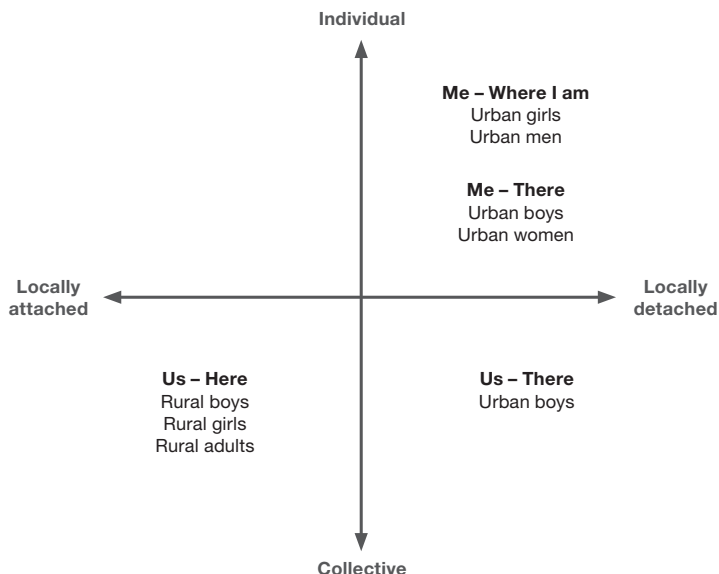 Individual
Me – Where I am
Urban girls
Urban men
Me – There
Urban boys
Urban women
Locally
attached
Locally
detached
Us – Here
Rural boys
Rural girls
Rural adults
Us – There
Urban boys
Collective